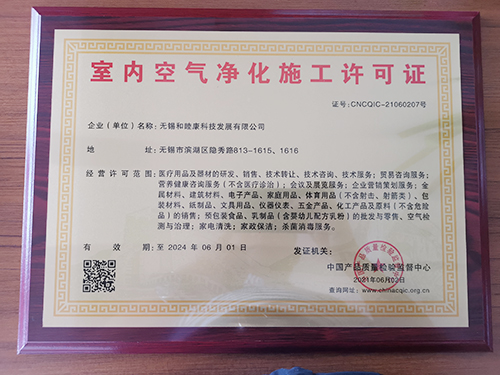 室内空气净化施工许可证
证号:CNCQIC-21060207号
企业(单位)名称:无锡和睦康科技发展有限公司
地 址: 无锡市滨湖区隐秀路813-1615、1616
经营许可范围:医疗用品及器材的研发、销售、技术转让、技术咨询、技术服务;贸易咨询服务;
营养健康咨询服务(不含医疗诊治);会议及展览服务;企业营销策划服务;金
属材料、建筑材料、电子产品、家庭用品、体育用品(不含射击、射箭类)、包
装材料、纸制品、文具用品、仪器仪表、五金产品、化工产品及原料(不含危险
品)的销售;预包装食品、乳制品(含婴幼儿配方乳粉)的批发与零售、空气检
测与治理;家电清洗;家政保洁;杀菌消毒服务。
有效期:至 2024 年 06 月 01 日
发证机关:
中国产品质量检验监督中心
2021年06月02日
查询网址:www.chinacqic.org.cn